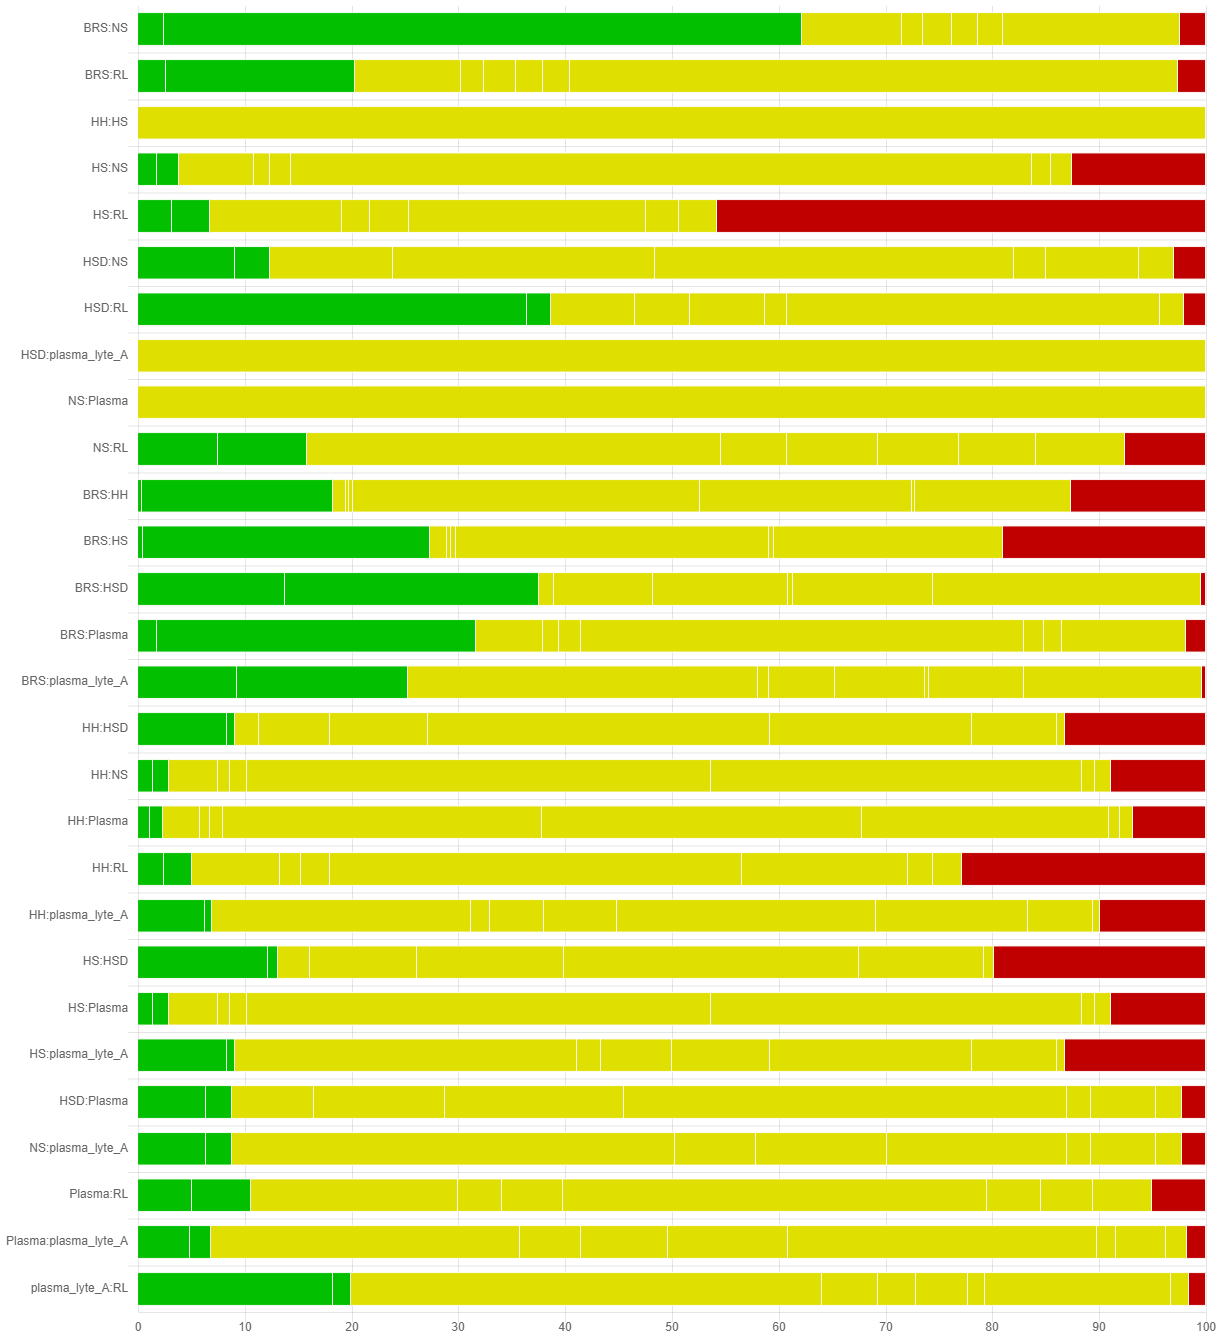 BRS:NS
BRS:RL
HH:HS
HS:NS
HS:RL
HSD:NS
HSD:RL
HSD:plasma_lyte_A
NS:Plasma
NS:RL
BRS:HH
BRS:HS
BRS:HSD
BRS:Plasma
BRS:plasma_lyte_A
HH:HSD
HH:NS
HH:Plasma
HH:RL
HH:plasma_lyte_A
HS:HSD
HS:Plasma
HS:plasma_lyte_A
HSD:Plasma
NS:plasma_lyte_A
Plasma:RL
Plasma:plasma_lyte_A
plasma_lyte_A:RL
0 10 20 30 40 50 60 70 80 90 100